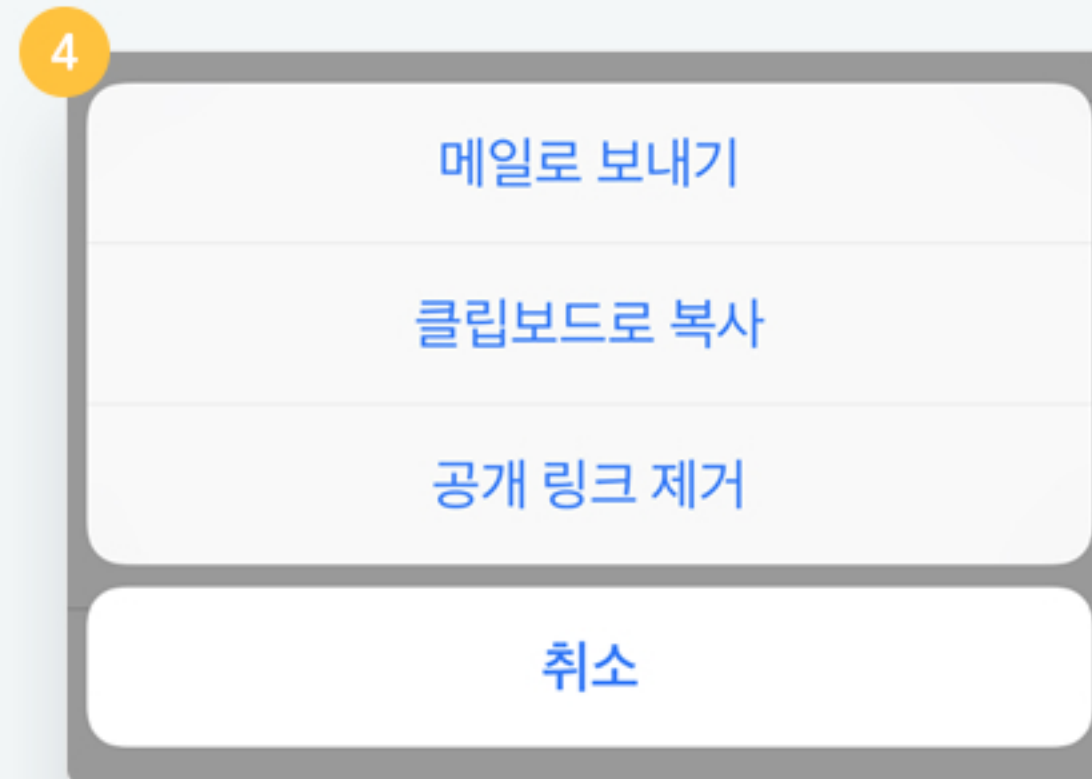 4
메일로 보내기
클립보드로 복사
공개 링크 제거
취소